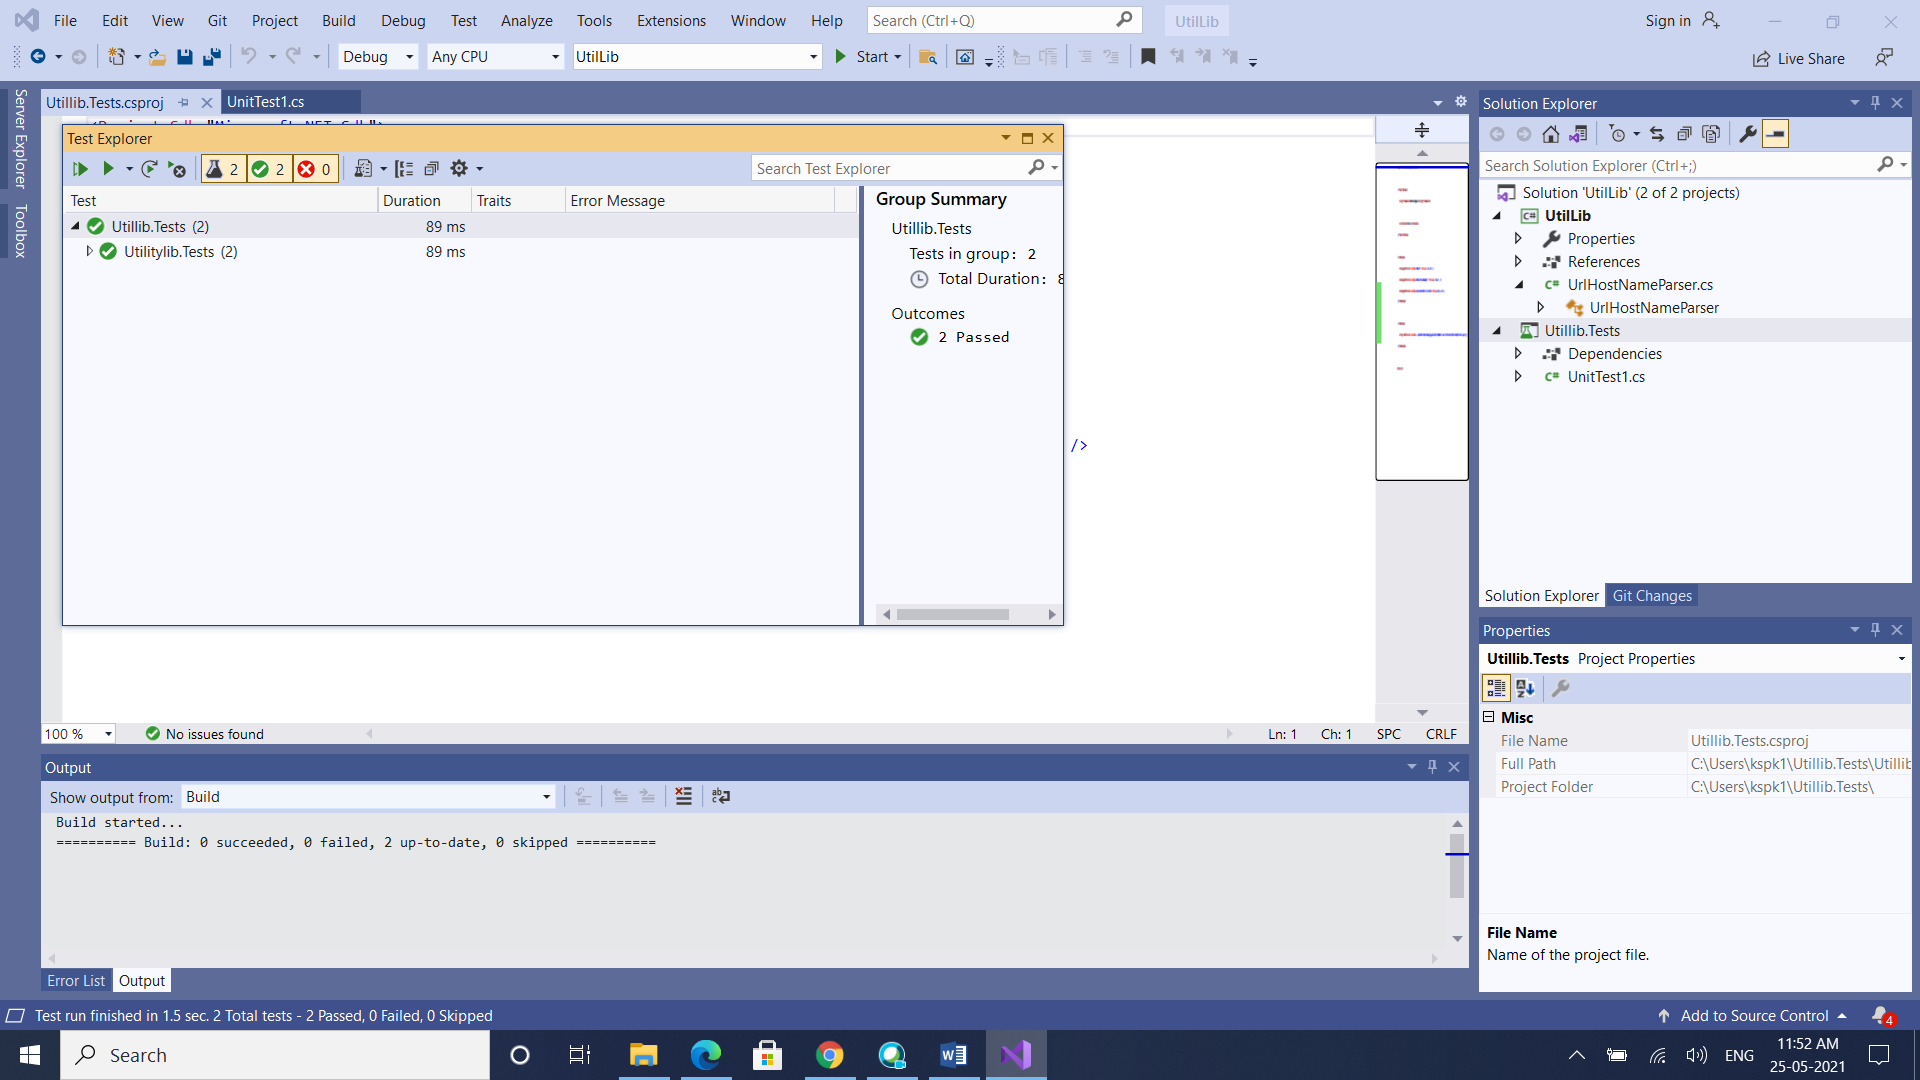 File Edit View Git Project Build Debug Test Analyze Tools Extensions Window Help Search (Ctrl+Q) UtilLib Sign in
Debug Any CPU UtilLib Start Live Share
Server Explorer
Toolbox
Utillib.Tests.csproj UnitTest1.cs
Test Explorer
2 2 0 Search Test Explorer
Test Duration Traits Error Message
Utillib.Tests (2) 89 ms
Utilitylib.Tests (2) 89 ms
Group Summary
Utillib.Tests
Tests in group: 2
Total Duration: 8
Outcomes
2 Passed
/>
100 % No issues found Ln: 1 Ch: 1 SPC CRLF
Output
Show output from: Build
Build started...
========== Build: 0 succeeded, 0 failed, 2 up-to-date, 0 skipped ==========
Error List Output
Solution Explorer
Search Solution Explorer (Ctrl+;)
Solution 'UtilLib' (2 of 2 projects)
UtilLib
Properties
References
UrlHostNameParser.cs
UrlHostNameParser
Utillib.Tests
Dependencies
UnitTest1.cs
Solution Explorer Git Changes
Properties
Utillib.Tests Project Properties
Misc
File Name Utillib.Tests.csproj
Full Path C:\Users\kspk1\Utillib.Tests\Utillib
Project Folder C:\Users\kspk1\Utillib.Tests\
File Name
Name of the project file.
Test run finished in 1.5 sec. 2 Total tests - 2 Passed, 0 Failed, 0 Skipped Add to Source Control 4
Search ENG 11:52 AM
25-05-2021